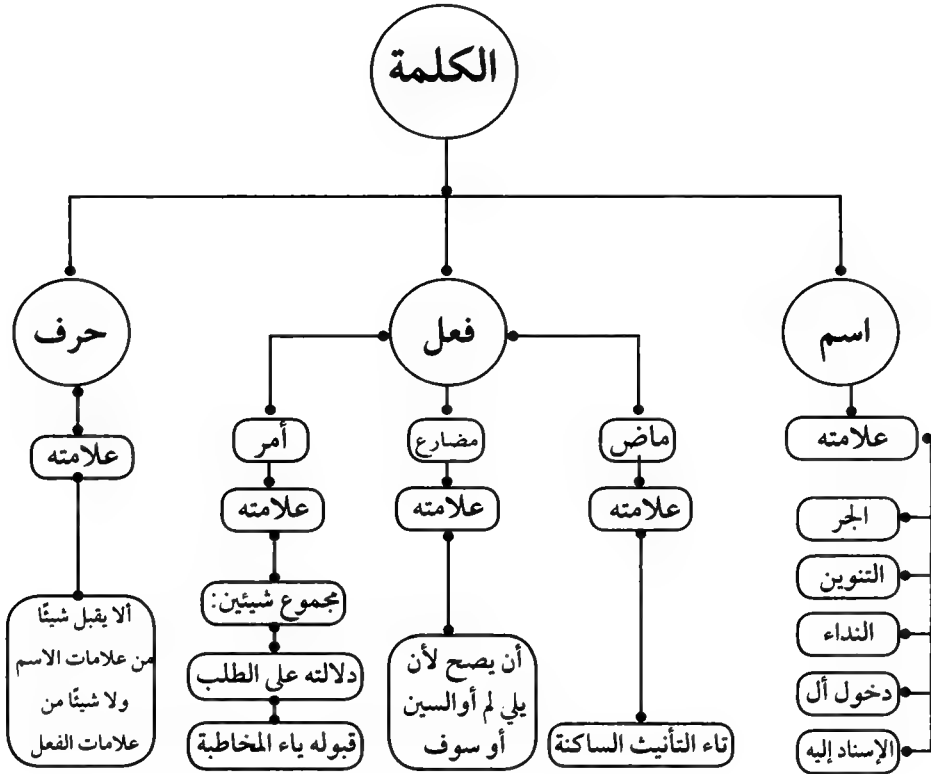 الكلمة
اسم
علامته
الجر
التنوين
النداء
دخول أل
الإسناد إليه
فعل
ماض
علامته
تاء التأنيث الساكنة
مضارع
علامته
أن يصح لأن
يلي لم أوالسين
أو سوف
أمر
علامته
مجموع شيئين:
دلالته على الطلب
قبوله ياء المخاطبة
حرف
علامته
ألا يقبل شيئًا
من علامات الاسم
ولا شيئًا من
علامات الفعل